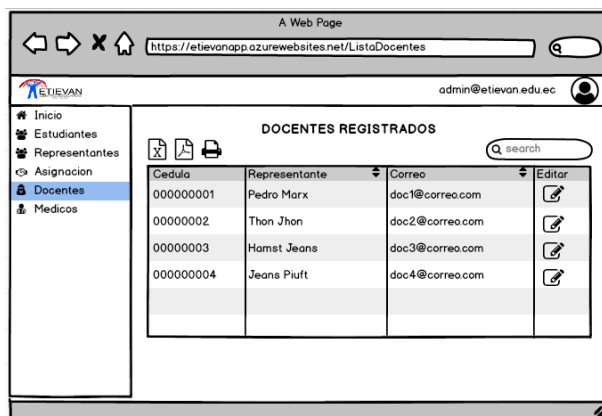 A Web Page
https://etievanapp.azurewebsites.net/ListaDocentes
ETIEVAN
admin@etievan.edu.ec
Inicio
Estudiantes
Representantes
Asignacion
Docentes
Medicos
DOCENTES REGISTRADOS
search
Cedula Representante Correo Editar
000000001 Pedro Marx doc1@correo.com
00000002 Thon Jhon doc2@correo.com
00000003 Hamst Jeans doc3@correo.com
000000004 Jeans Piuft doc4@correo.com